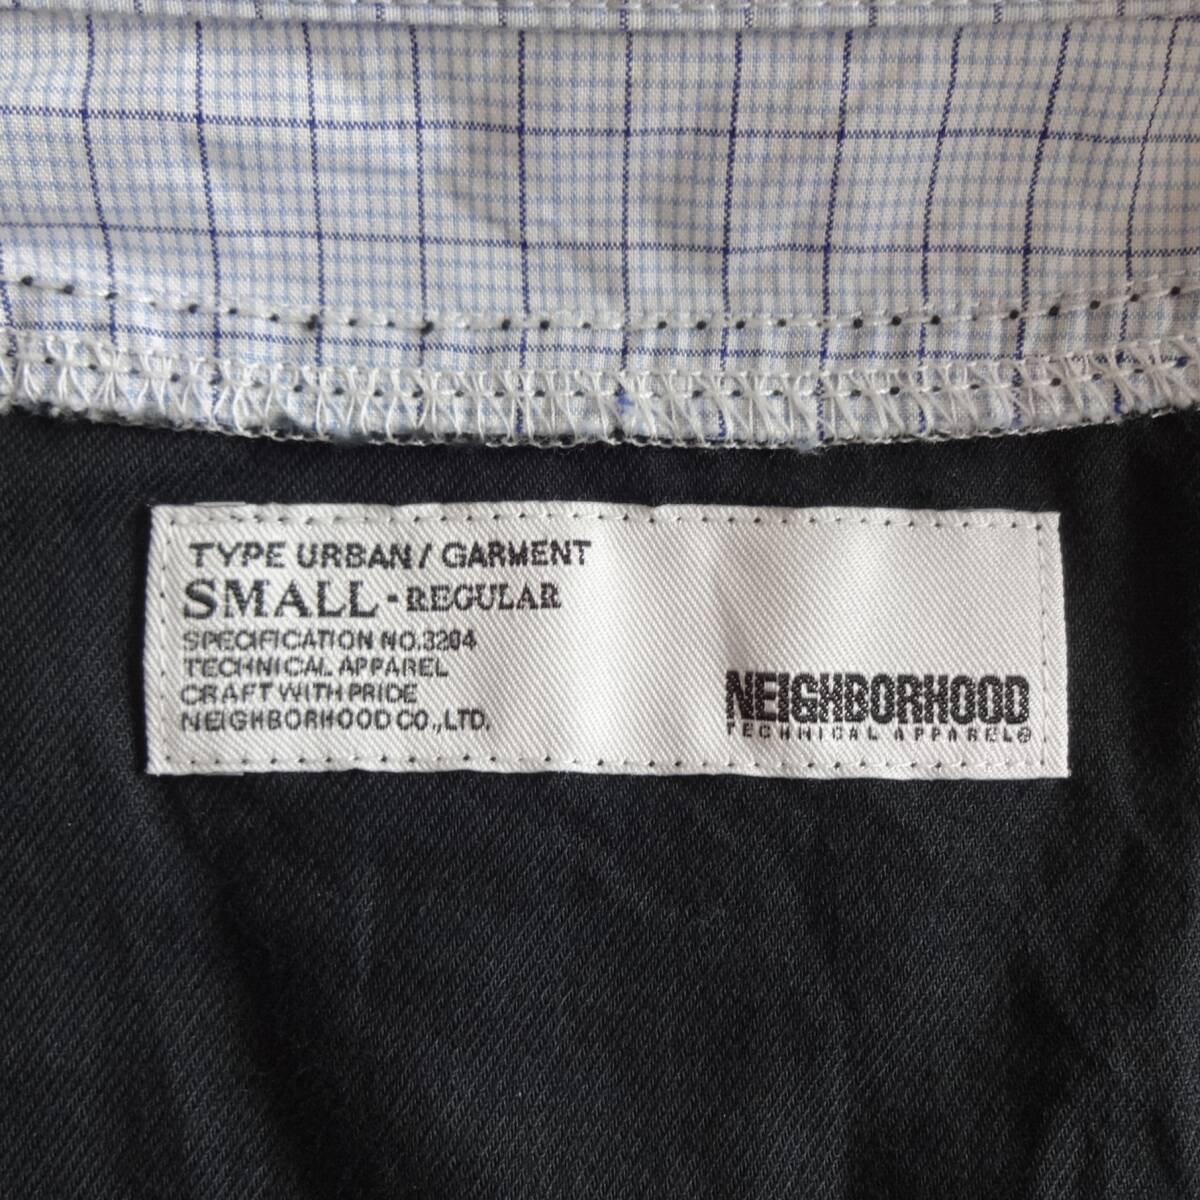 TYPE URBAN / GARMENT
SMALL - REGULAR
SPECIFICATION NO.3204
TECHNICAL APPAREL
CRAFT WITH PRIDE
NEIGHBORHOOD CO.,LTD.
NEIGHBORHOOD
TECHNICAL APPAREL®